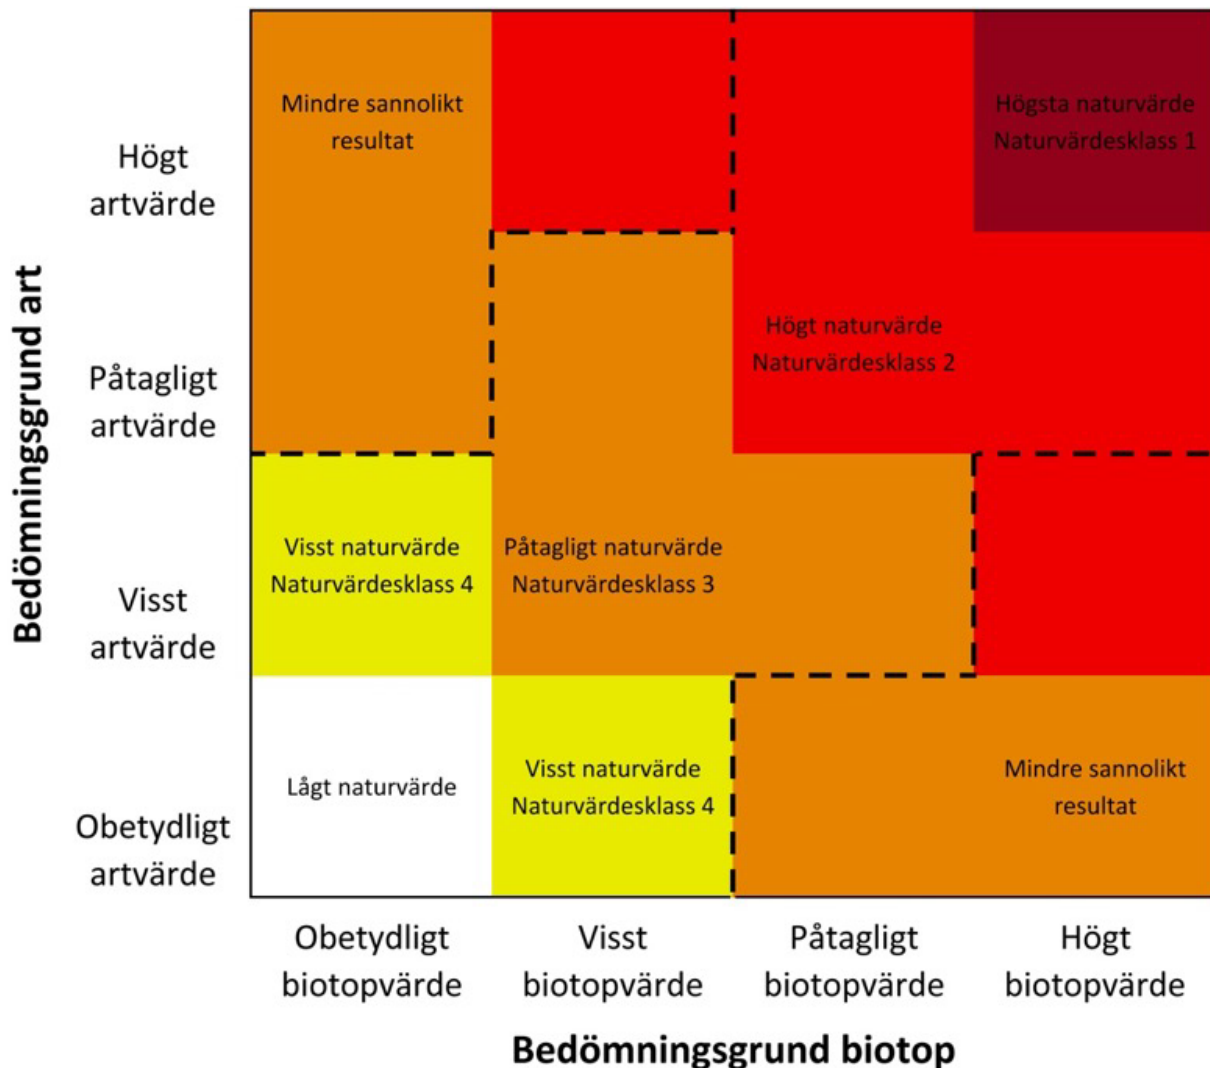 Mindre sannolikt
resultat
Högsta naturvärde
Naturvärdesklass 1
Högt
artvärde
Högt naturvärde
Naturvärdesklass 2
Påtagligt
artvärde
Bedömningsgrund art
Visst naturvärde
Naturvärdesklass 4
Påtagligt naturvärde
Naturvärdesklass 3
Visst
artvärde
Lågt naturvärde
Visst naturvärde
Naturvärdesklass 4
Mindre sannolikt
resultat
Obetydligt
artvärde
Obetydligt
biotopvärde
Visst
biotopvärde
Påtagligt
biotopvärde
Högt
biotopvärde
Bedömningsgrund biotop